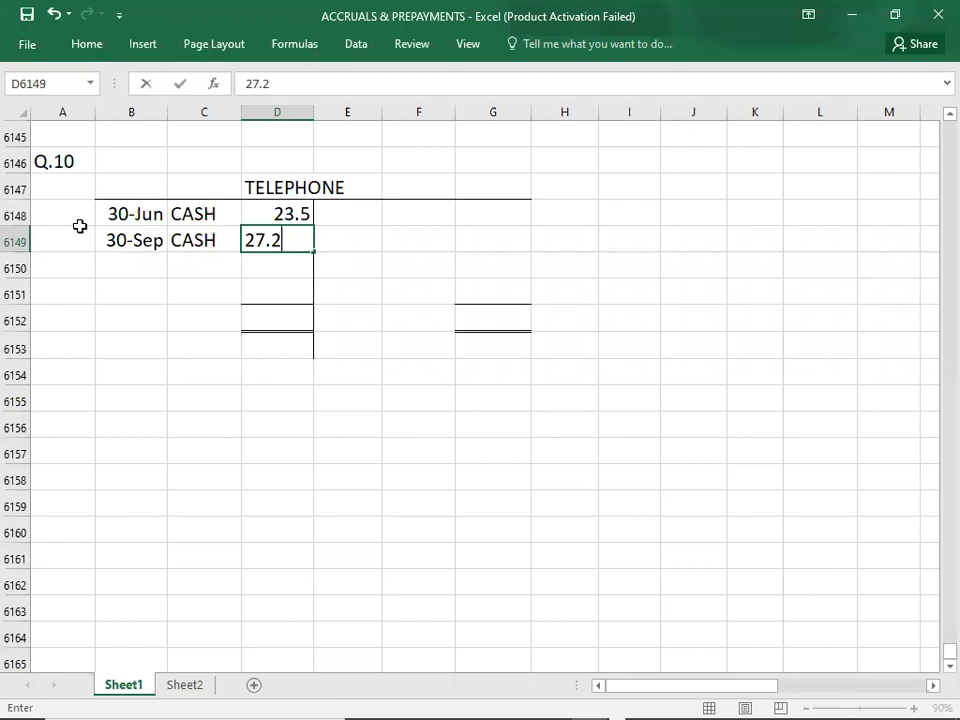 ACCRUALS & PREPAYMENTS - Excel (Product Activation Failed)
File Home Insert Page Layout Formulas Data Review View Tell me what you want to do... Share
D6149 fx 27.2
A B C D E F G H I J K L M
6145
6146 Q.10
6147 TELEPHONE
6148 30-Jun CASH 23.5
6149 30-Sep CASH 27.2
6150
6151
6152
6153
6154
6155
6156
6157
6158
6159
6160
6161
6162
6163
6164
6165
Sheet1 Sheet2
Enter 90%